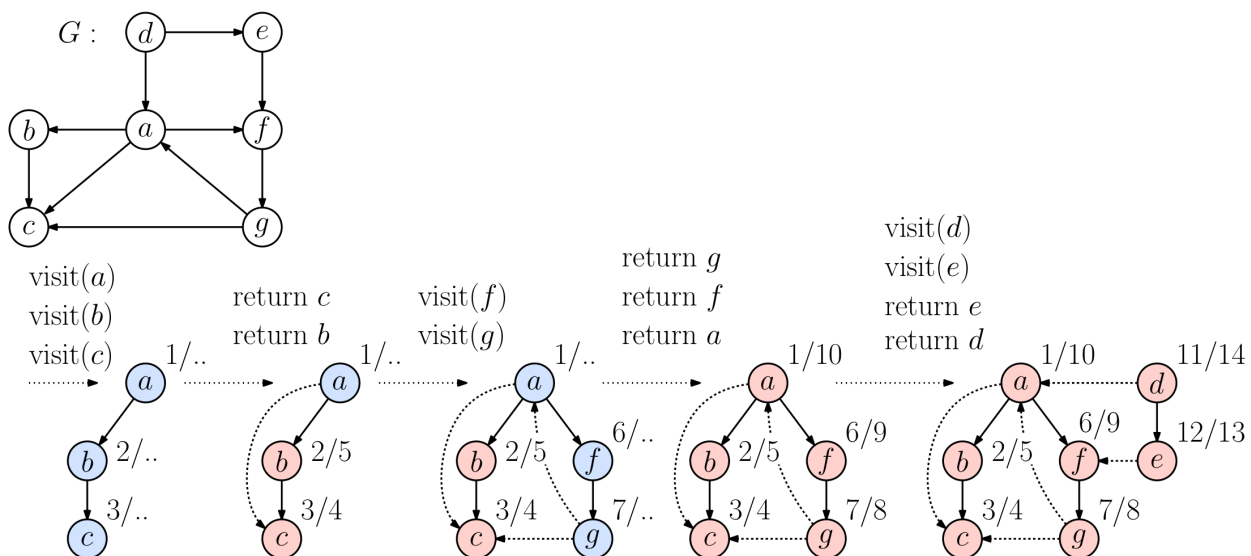 G : d e
b a f
c g
visit(a)
visit(b)
visit(c)
return c
return b
visit(f)
visit(g)
return g
return f
return a
visit(d)
visit(e)
return e
return d
a 1/..
b 2/..
c 3/..
a 1/..
b 2/5
c 3/4
a 1/..
b 2/5 f 6/..
c 3/4 g 7/..
a 1/10
b 2/5 f 6/9
c 3/4 g 7/8
a 1/10 d 11/14
b 2/5 f 6/9 e 12/13
c 3/4 g 7/8